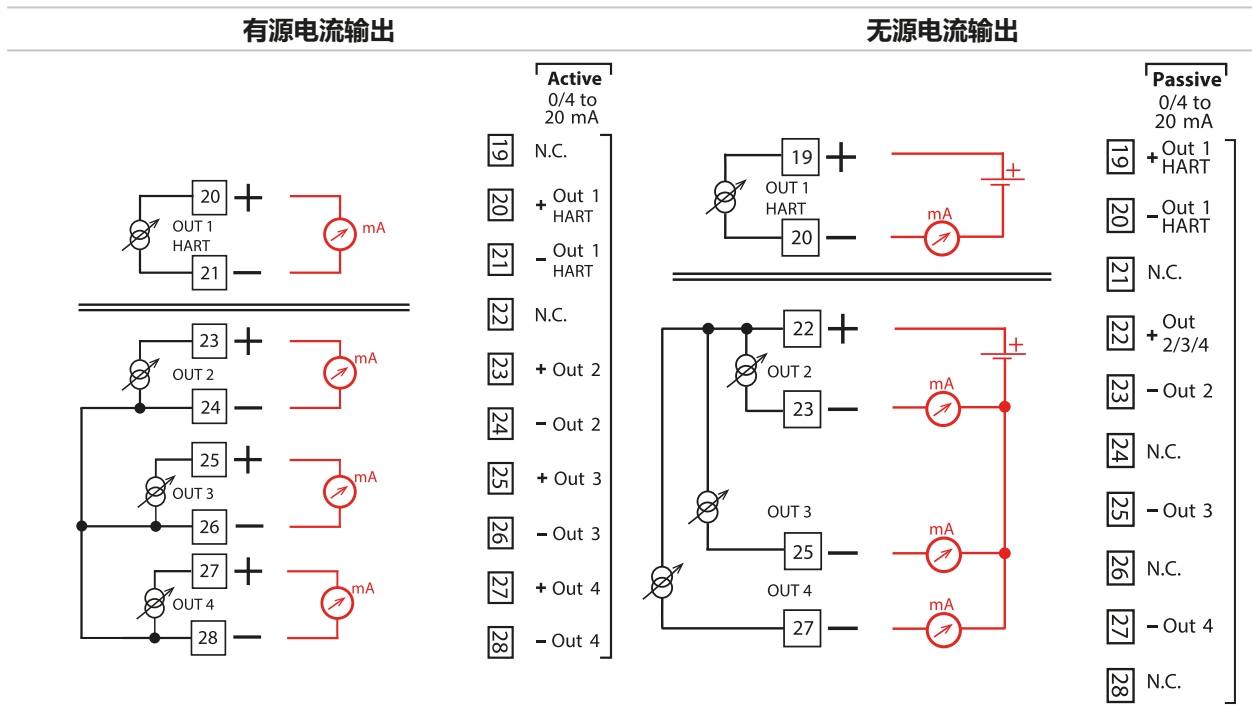 有源电流输出
Active
0/4 to
20 mA
20
OUT 1
HART
21
mA
23
OUT 2
24
mA
25
OUT 3
26
mA
27
OUT 4
28
mA
19 N.C.
20 + Out 1
HART
21 – Out 1
HART
22 N.C.
23 + Out 2
24 – Out 2
25 + Out 3
26 – Out 3
27 + Out 4
28 – Out 4
无源电流输出
Passive
0/4 to
20 mA
19 +
OUT 1
HART
20 –
+
mA
22 +
OUT 2
23 –
+
mA
OUT 3
25 –
mA
OUT 4
27 –
mA
19 + Out 1
HART
20 – Out 1
HART
21 N.C.
22 + Out
2/3/4
23 – Out 2
24 N.C.
25 – Out 3
26 N.C.
27 – Out 4
28 N.C.